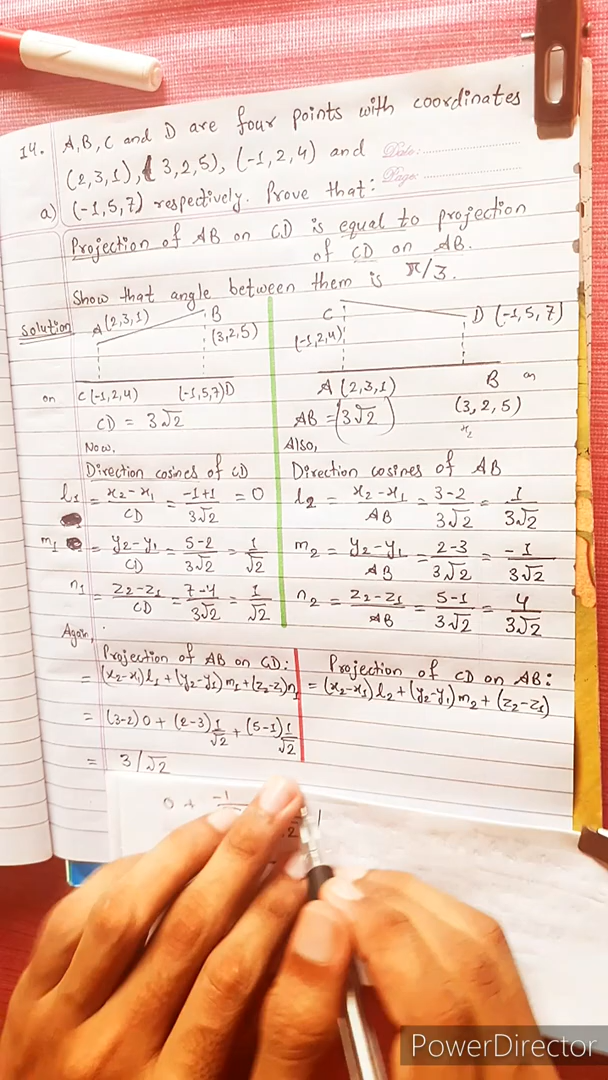 14. A, B, C and D are four points with coordinates
(2,3,1), (3,2,5), (-1,2,4) and
Date:
a) (-1,5,7) respectively. Prove that:
Page:
Projection of AB on CD is equal to projection
of CD on AB.
Show that angle between them is π/3.
Solution
A(2,3,1)
B
(3,2,5)
on C(-1,2,4) (-1,5,7)D
CD = 3√2
Now,
Direction cosines of CD
l₁ = x₂-x₁/CD = -1+1/3√2 = 0
m₁ = y₂-y₁/CD = 5-2/3√2 = 1/√2
n₁ = z₂-z₁/CD = 7-4/3√2 = 1/√2
C
(-1,2,4)
D (-1,5,7)
A (2,3,1) B on
(3,2,5)
x₂
AB = (3√2)
Also,
Direction cosines of AB
l₂ = x₂-x₁/AB = 3-2/3√2 = 1/3√2
m₂ = y₂-y₁/AB = 2-3/3√2 = -1/3√2
n₂ = z₂-z₁/AB = 5-1/3√2 = 4/3√2
Again,
Projection of AB on CD:
= (x₂-x₁)l₁+(y₂-y₁)m₁+(z₂-z₁)n₁
= (3-2)0+(2-3)1/√2+(5-1)1/√2
= 3/√2
Projection of CD on AB:
= (x₂-x₁)l₂+(y₂-y₁)m₂+(z₂-z₁)
0 + -1
PowerDirector